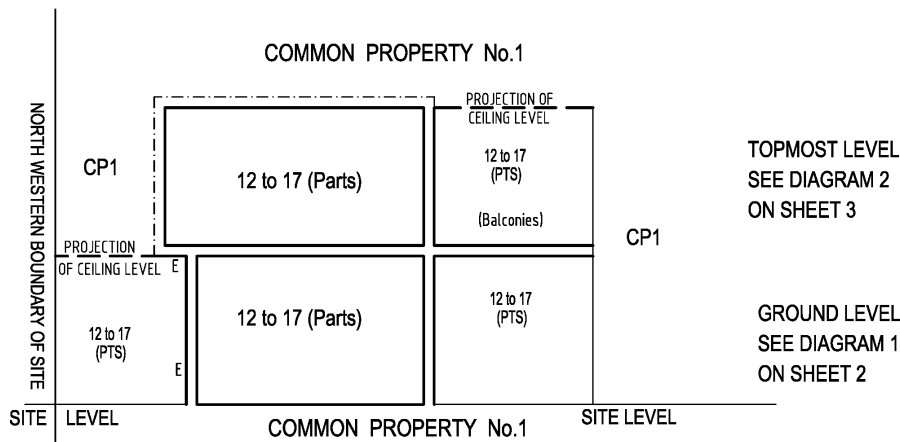 COMMON PROPERTY No.1
PROJECTION OF
CEILING LEVEL
NORTH WESTERN BOUNDARY OF SITE
CP1
12 to 17 (Parts)
12 to 17
(PTS)
(Balconies)
TOPMOST LEVEL
SEE DIAGRAM 2
ON SHEET 3
CP1
PROJECTION
OF CEILING LEVEL
E
12 to 17
(PTS)
E
12 to 17 (Parts)
12 to 17
(PTS)
GROUND LEVEL
SEE DIAGRAM 1
ON SHEET 2
SITE LEVEL
COMMON PROPERTY No.1
SITE LEVEL